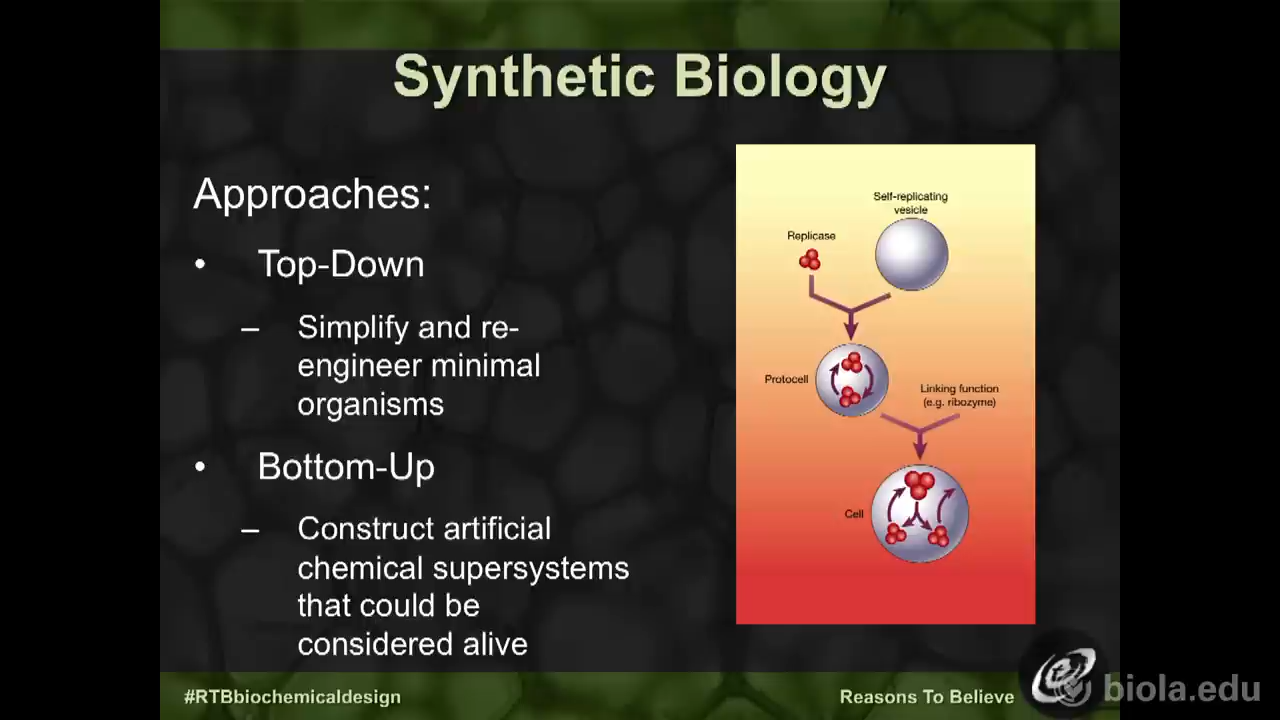 Synthetic Biology
Approaches:
• Top-Down
– Simplify and re-
engineer minimal
organisms
• Bottom-Up
– Construct artificial
chemical supersystems
that could be
considered alive
Self-replicating
vesicle
Replicase
Protocell
Linking function
(e.g. ribozyme)
Cell
#RTBbiochemicaldesign
Reasons To Believe
biola.edu